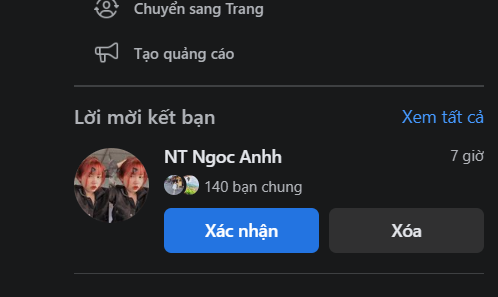 Chuyển sang Trang
Tạo quảng cáo
Lời mời kết bạn
Xem tất cả
NT Ngoc Anhh
7 giờ
140 bạn chung
Xác nhận
Xóa